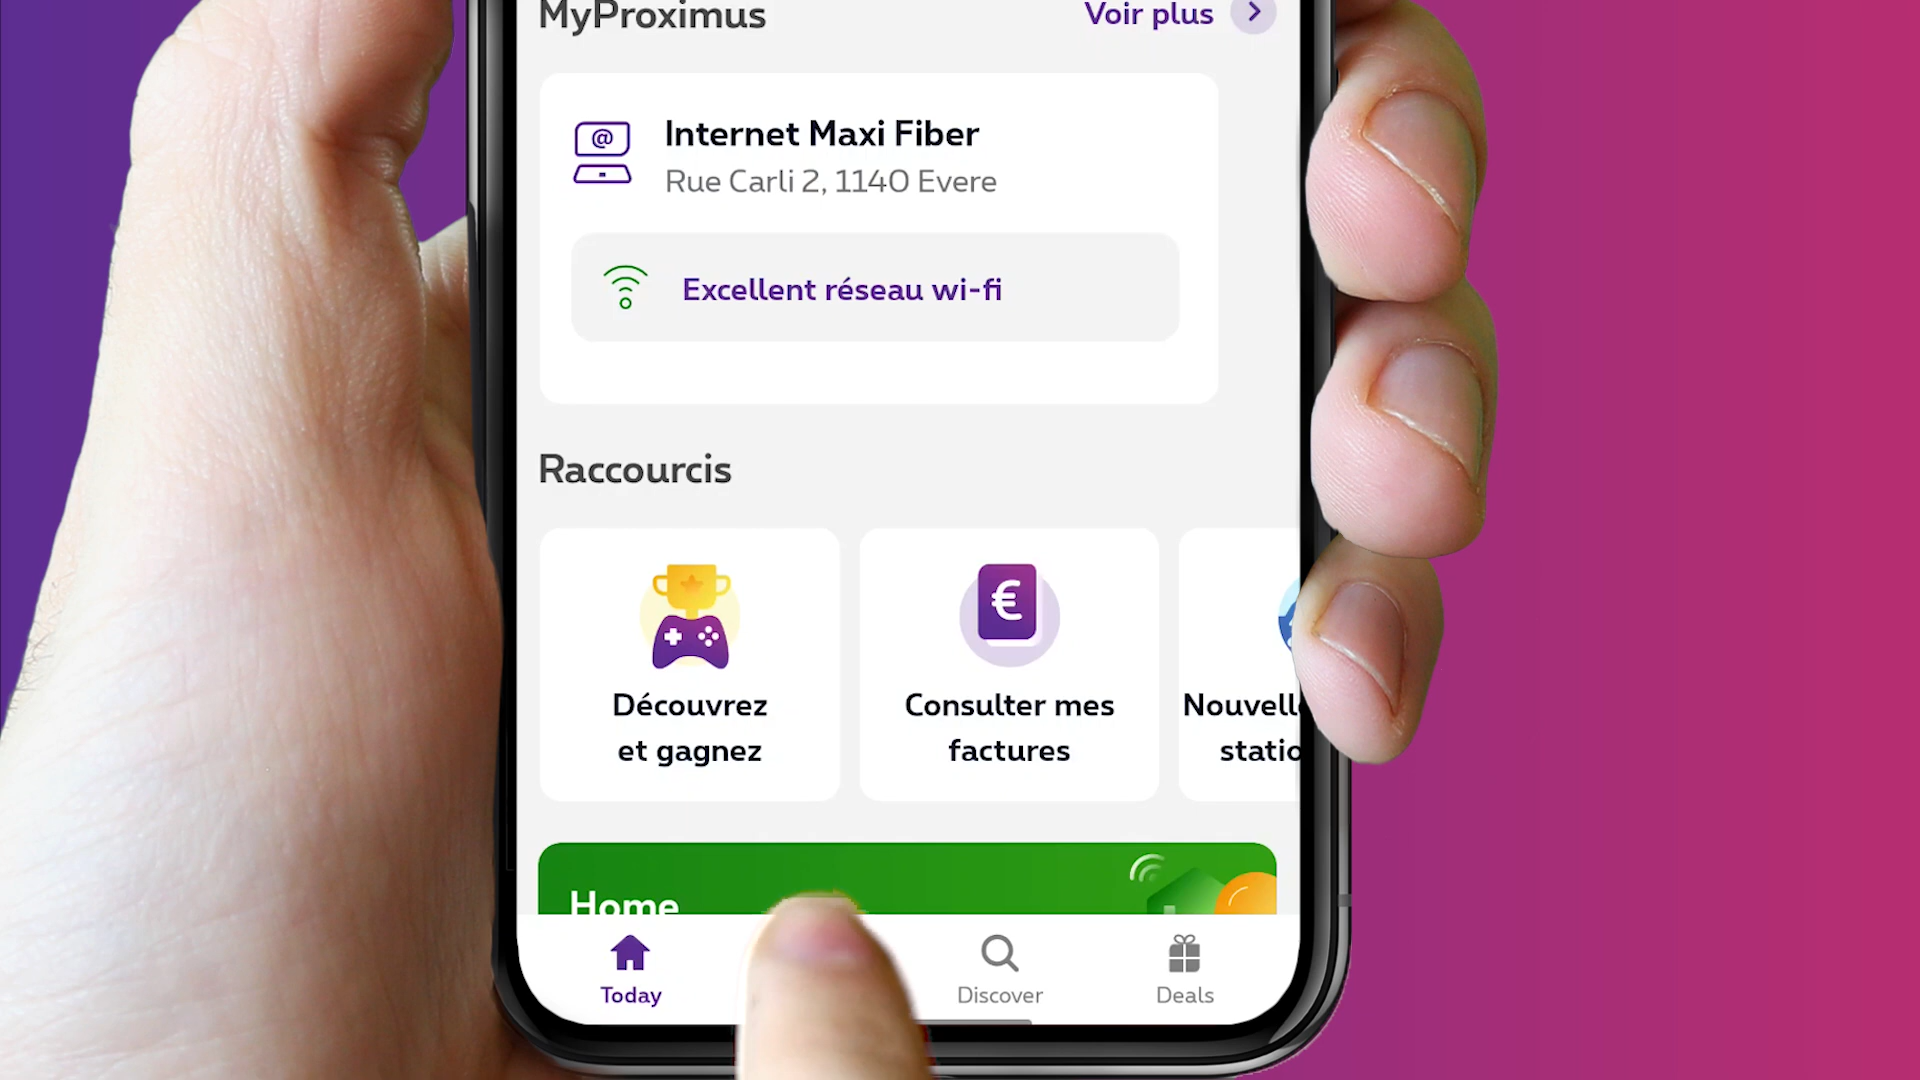 MyProximus
Voir plus
@
Internet Maxi Fiber
Rue Carli 2, 1140 Evere
Excellent réseau wi-fi
Raccourcis
€
Découvrez
et gagnez
Consulter mes
factures
Home
Today
Discover
Deals